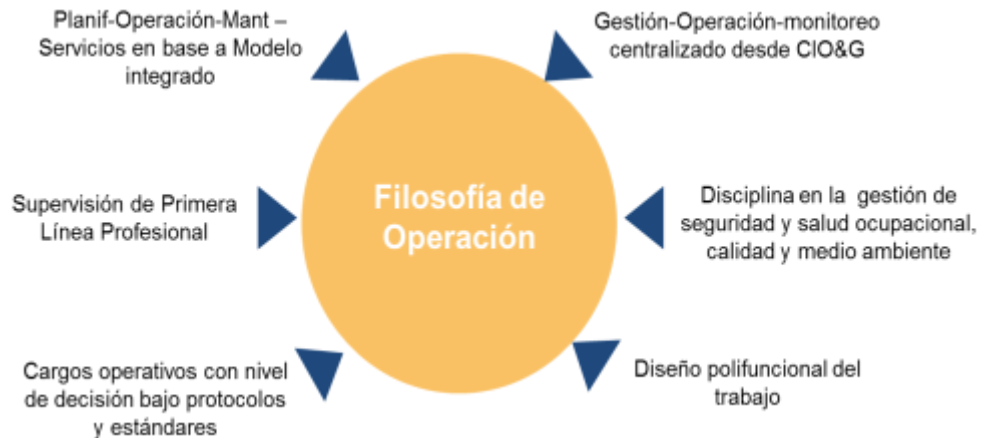 Planif-Operación-Mant –
Servicios en base a Modelo
integrado
Gestión-Operación-monitoreo
centralizado desde CIO&G
Supervisión de Primera
Línea Profesional
Filosofía de
Operación
Disciplina en la gestión de
seguridad y salud ocupacional,
calidad y medio ambiente
Cargos operativos con nivel
de decisión bajo protocolos
y estándares
Diseño polifuncional del
trabajo